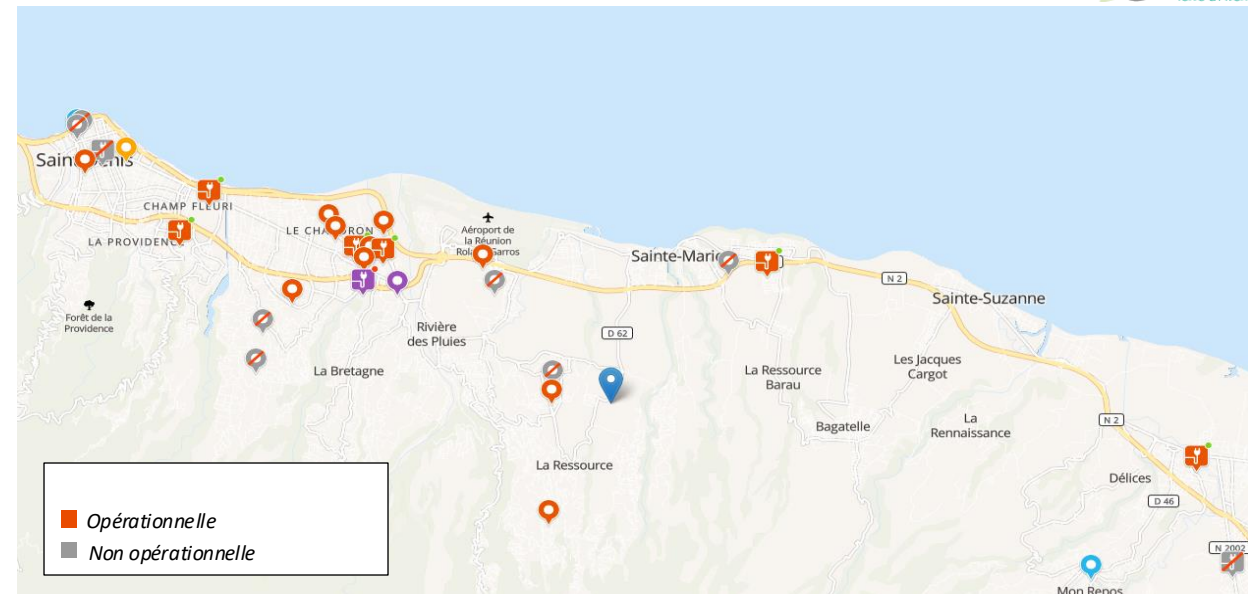 Saint-Denis
CHAMP FLEURI
LE CHAUDRON
LA PROVIDENCE
Aéroport de
la Réunion
Roland Garros
Sainte-Marie
N 2
Sainte-Suzanne
Forêt de la
Providence
Rivière
des Pluies
D 62
La Bretagne
La Ressource
Barau
Les Jacques
Cargot
Bagatelle
La
Rennaissance
N 2
La Ressource
Délices
D 46
Opérationnelle
Non opérationnelle
N 2002
Mon Repos